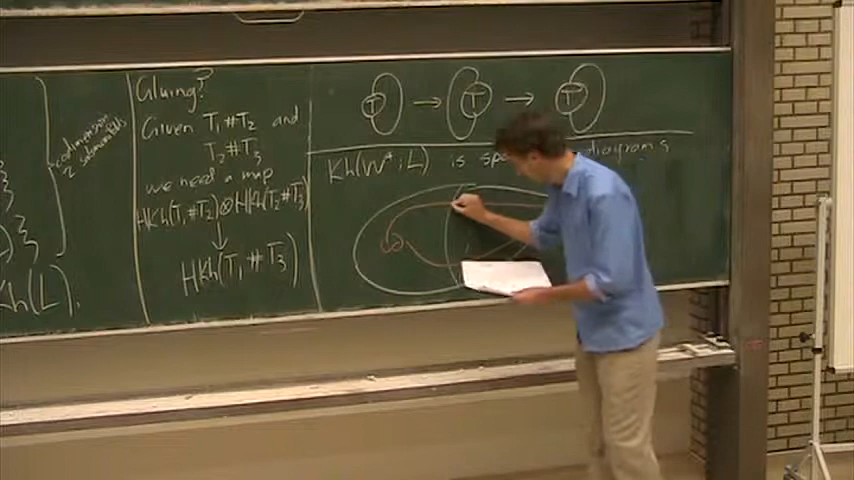 Kh(L).
codimension
2 submanifolds
Gluing?
Given T₁#T₂ and
T₂#T₃
we need a map
HKh(T₁#T₂)⊗HKh(T₂#T₃)
↓
HKh(T₁#T₃)
T → T → T
Kh(W⁴; L) is diagrams